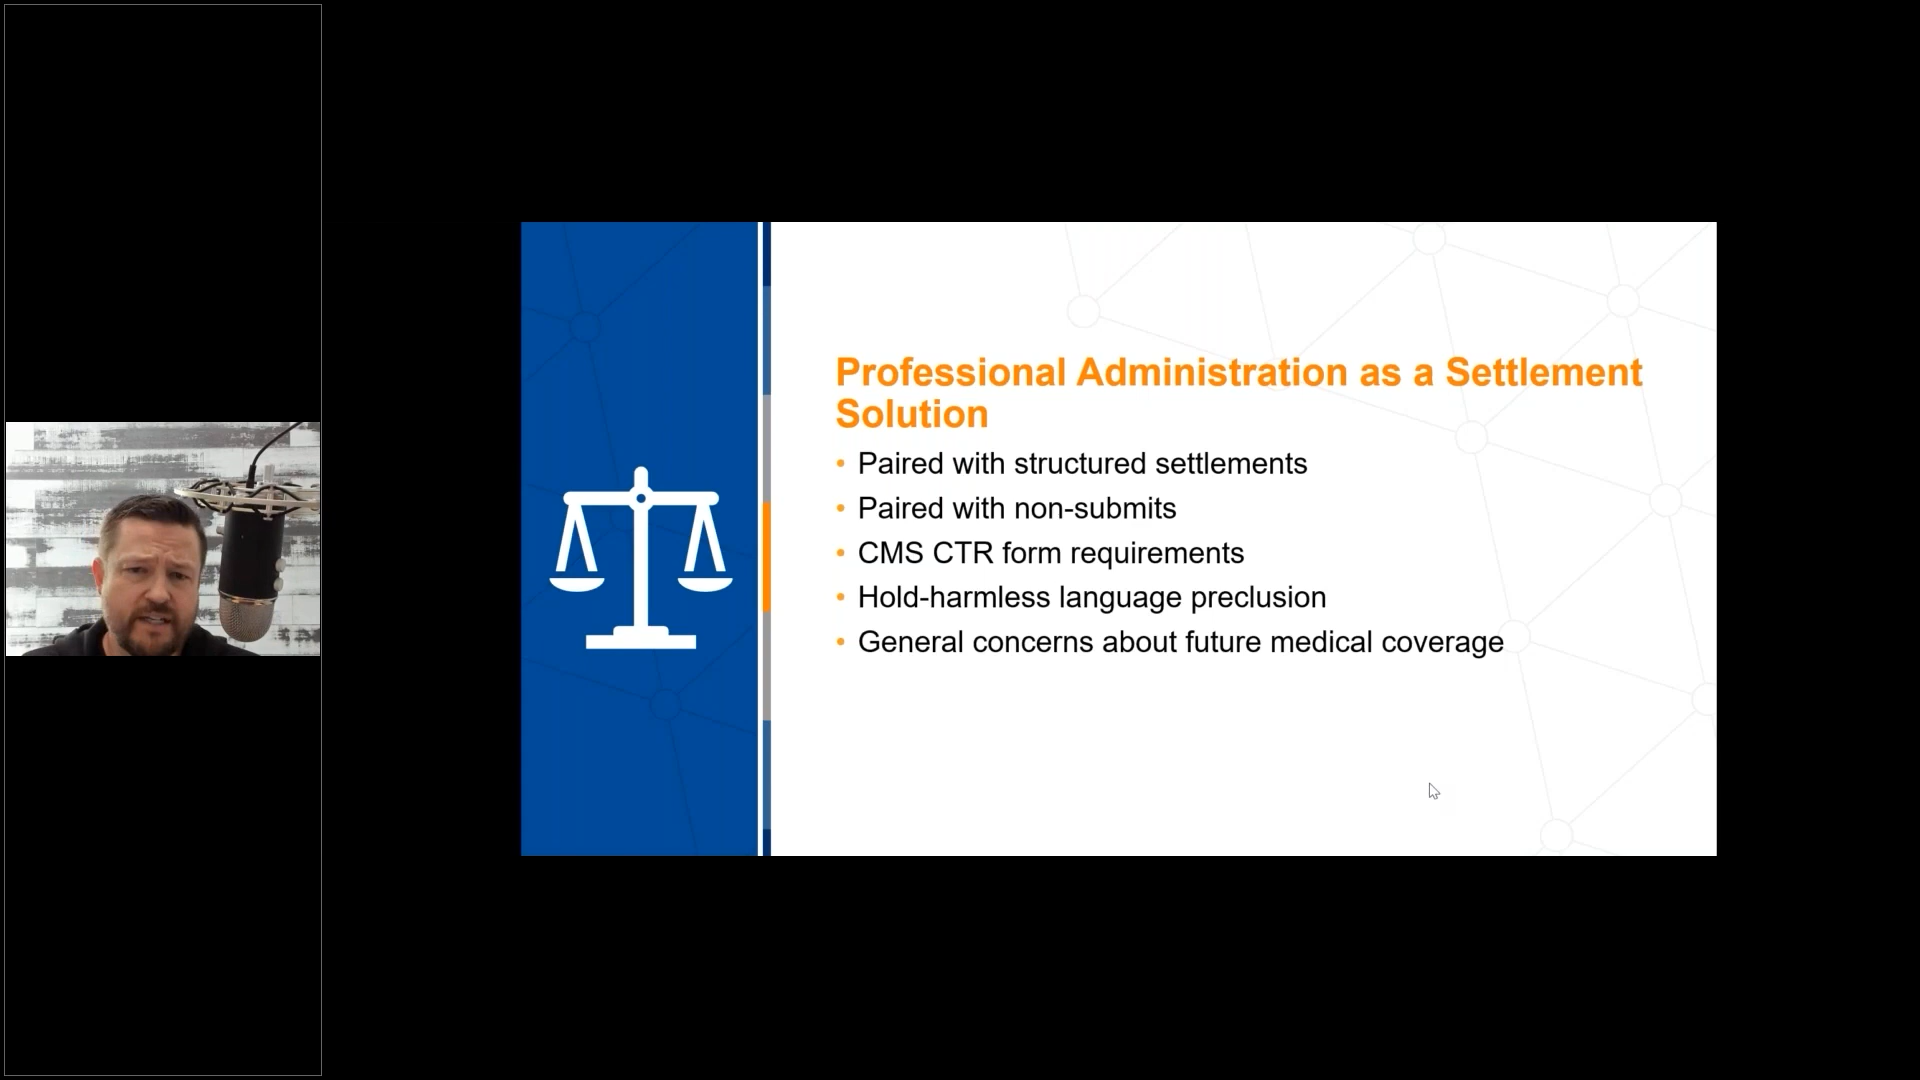 Professional Administration as a Settlement
Solution
• Paired with structured settlements
• Paired with non-submits
• CMS CTR form requirements
• Hold-harmless language preclusion
• General concerns about future medical coverage